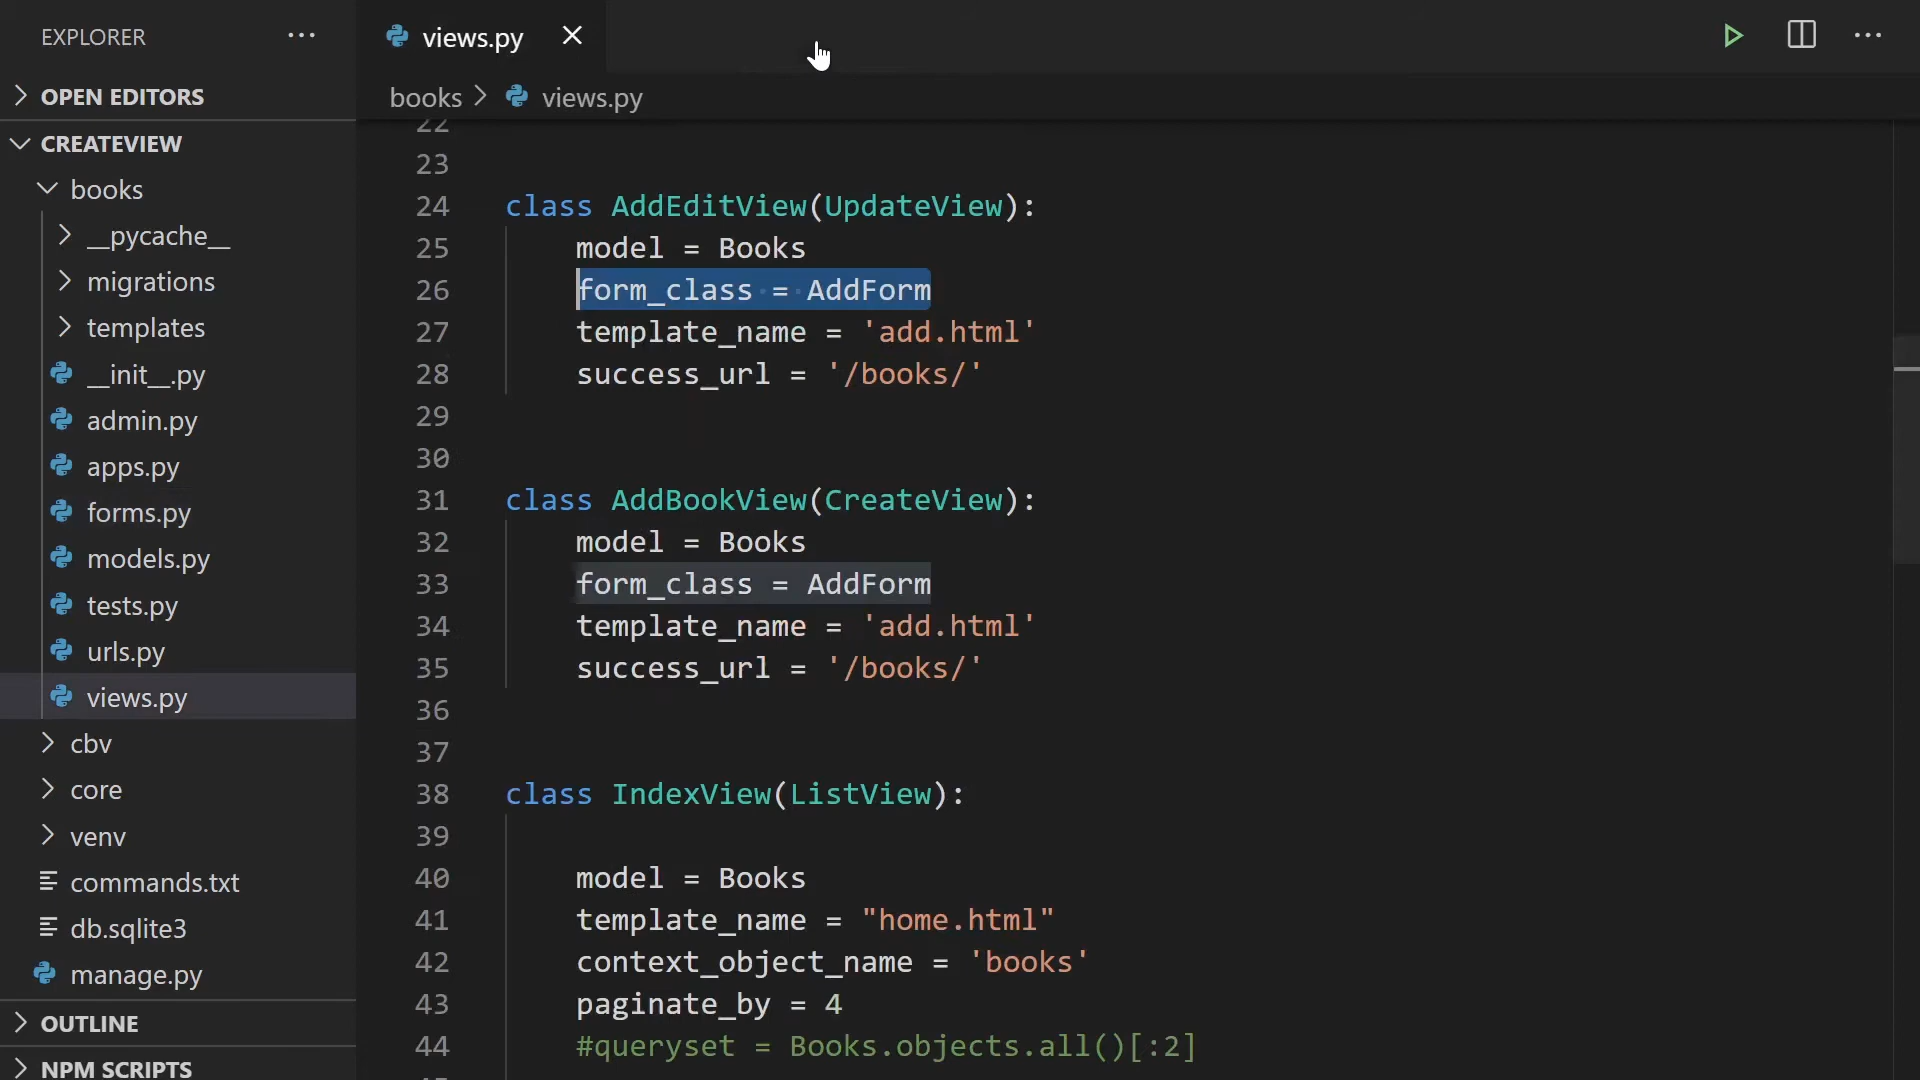 EXPLORER
OPEN EDITORS
CREATEVIEW
books
__pycache__
migrations
templates
__init__.py
admin.py
apps.py
forms.py
models.py
tests.py
urls.py
views.py
cbv
core
venv
commands.txt
db.sqlite3
manage.py
OUTLINE
NPM SCRIPTS
views.py
books > views.py
22
23
24 class AddEditView(UpdateView):
25 model = Books
26 form_class = AddForm
27 template_name = 'add.html'
28 success_url = '/books/'
29
30
31 class AddBookView(CreateView):
32 model = Books
33 form_class = AddForm
34 template_name = 'add.html'
35 success_url = '/books/'
36
37
38 class IndexView(ListView):
39
40 model = Books
41 template_name = "home.html"
42 context_object_name = 'books'
43 paginate_by = 4
44 #queryset = Books.objects.all()[:2]